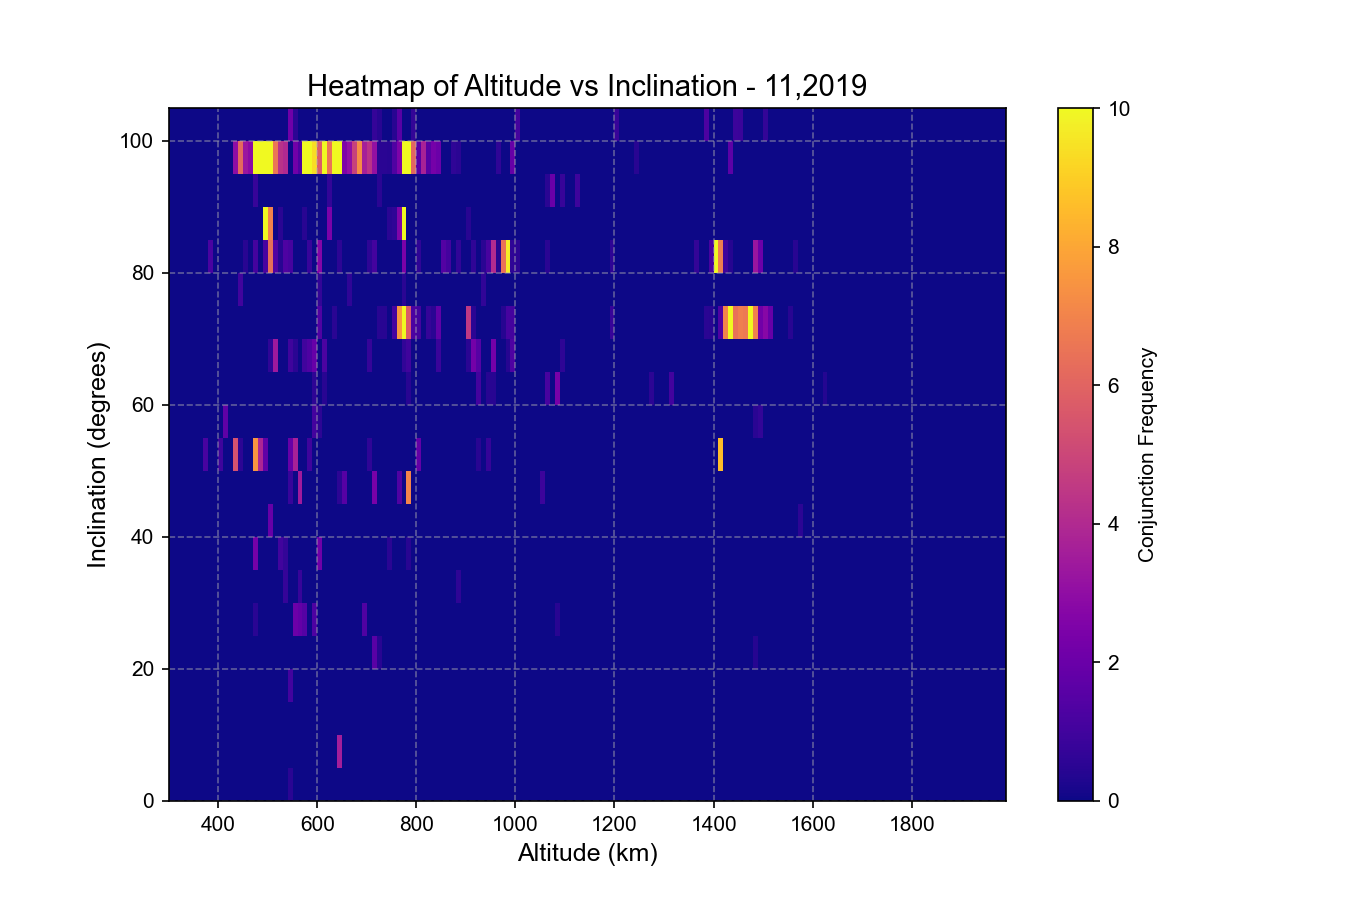 Heatmap of Altitude vs Inclination - 11,2019
100
80
60
40
20
0
Inclination (degrees)
400 600 800 1000 1200 1400 1600 1800
Altitude (km)
10
8
6
4
2
0
Conjunction Frequency